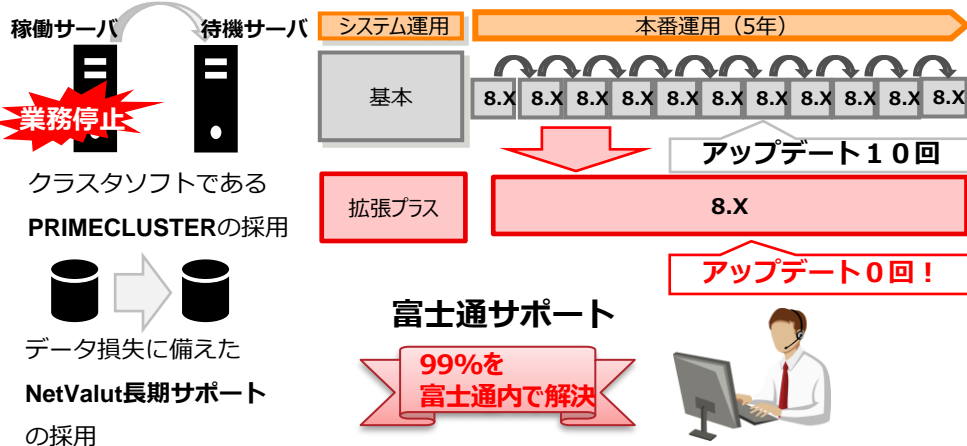 稼働サーバ
待機サーバ
業務停止
クラスタソフトである
PRIMECLUSTERの採用
データ損失に備えた
NetValut長期サポート
の採用
システム運用
本番運用（5年）
基本
8.X 8.X 8.X 8.X 8.X 8.X 8.X 8.X 8.X 8.X 8.X
アップデート１０回
拡張プラス
8.X
アップデート０回！
富士通サポート
99%を
富士通内で解決